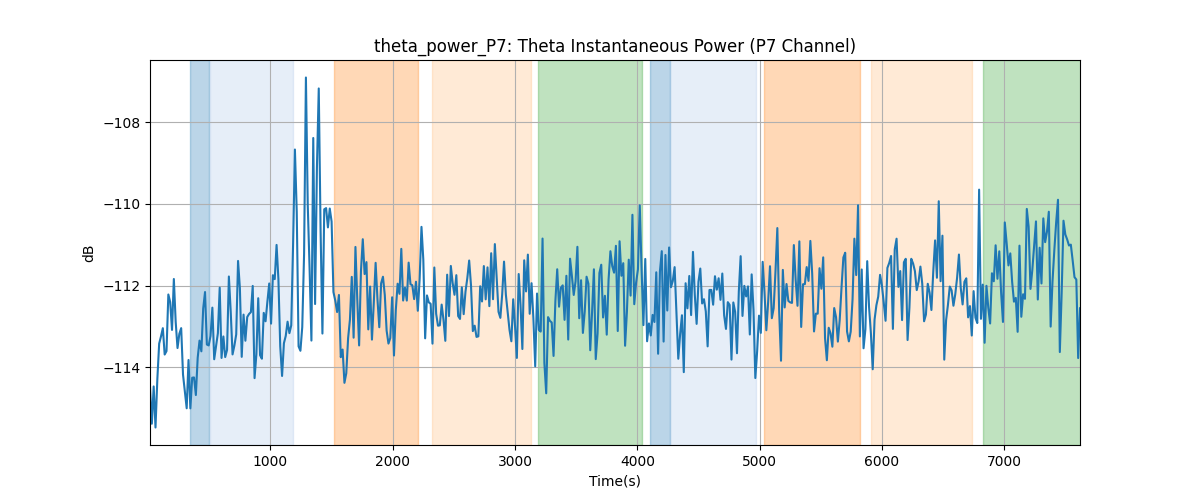 theta_power_P7: Theta Instantaneous Power (P7 Channel)
−108
−110
−112
−114
dB
1000 2000 3000 4000 5000 6000 7000
Time(s)